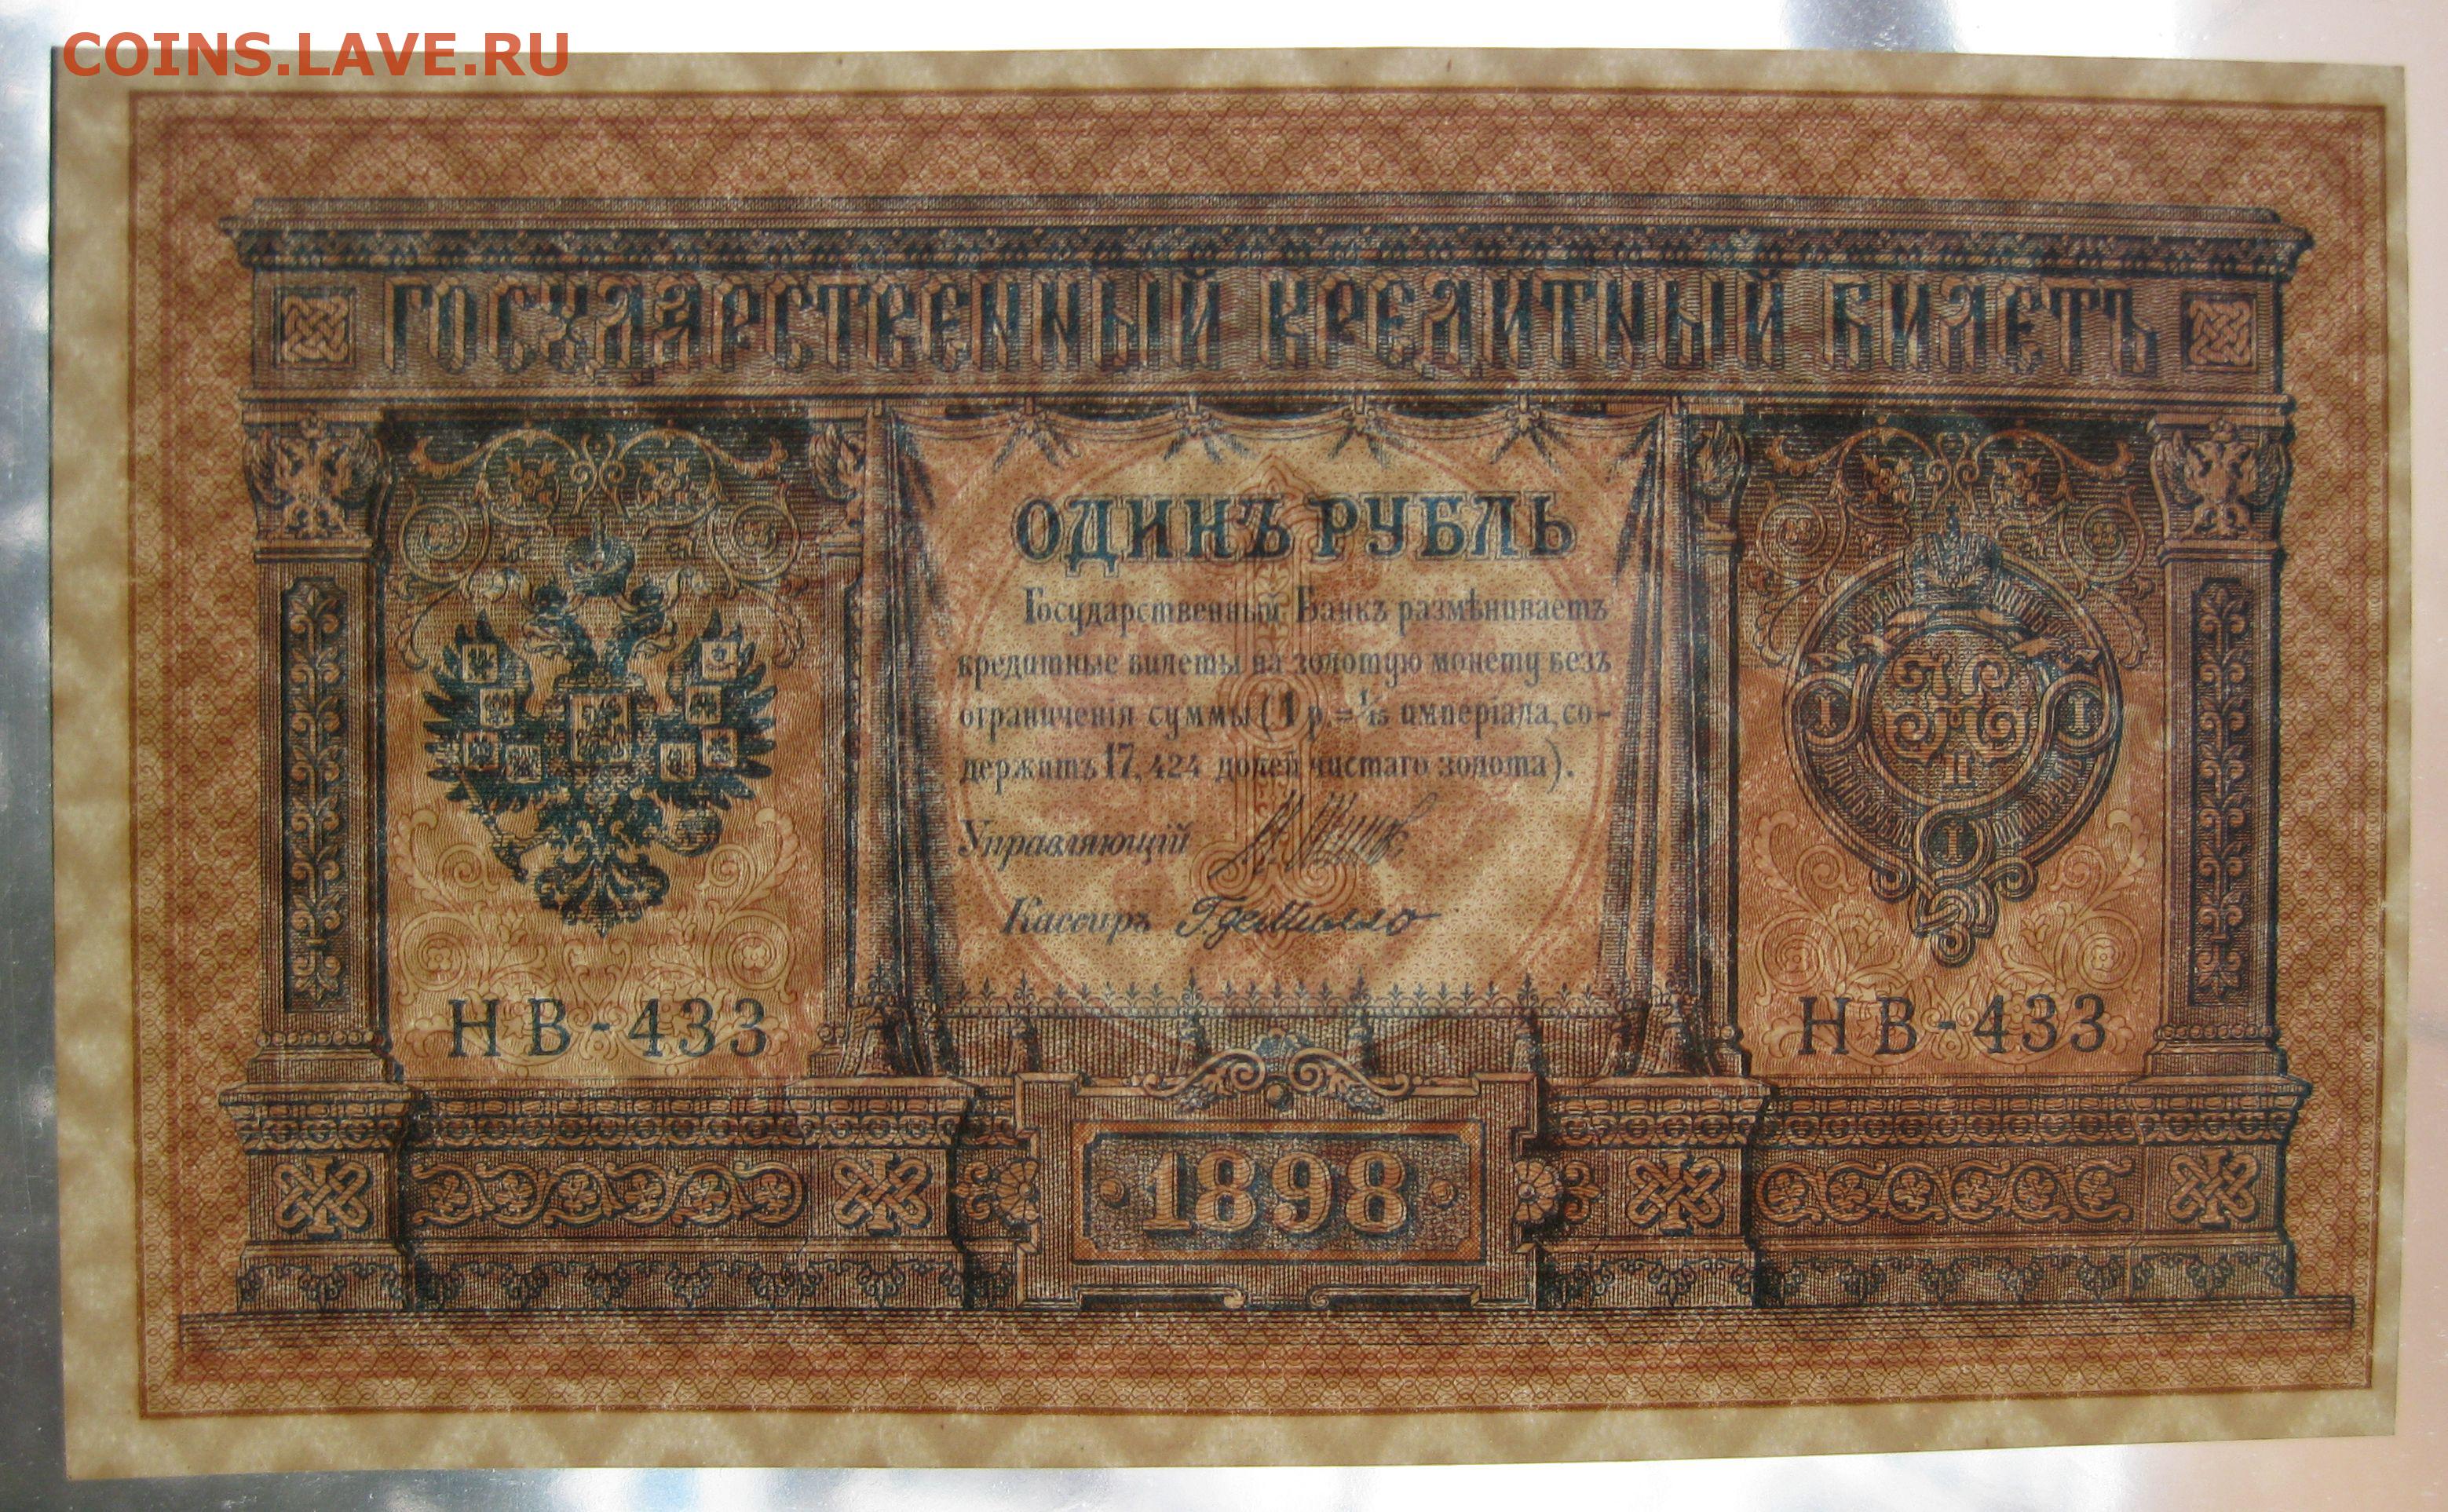 COINS.LAVE.RU
ГОСУДАРСТВЕННЫЙ КРЕДИТНЫЙ БИЛЕТЪ
ОДИНЪ РУБЛЬ
Государственный Банкъ размѣниваетъ
кредитные билеты на золотую монету безъ
ограниченія суммы (1 р. = 1/15 имперіала, со-
держитъ 17,424 долей чистаго золота).
Управляющій
Кассиръ
НВ-433
НВ-433
1898